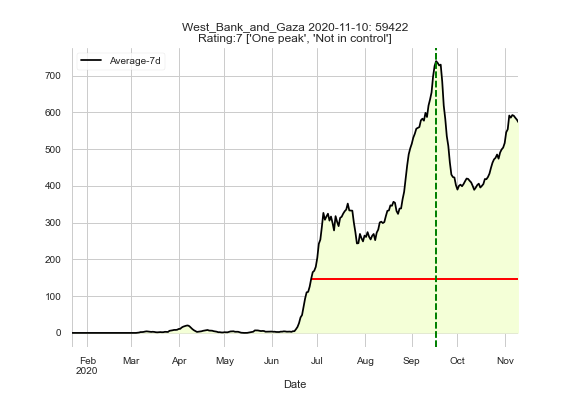 West_Bank_and_Gaza 2020-11-10: 59422
Rating:7 ['One peak', 'Not in control']
Average-7d
700
600
500
400
300
200
100
0
Feb Mar Apr May Jun Jul Aug Sep Oct Nov
2020
Date